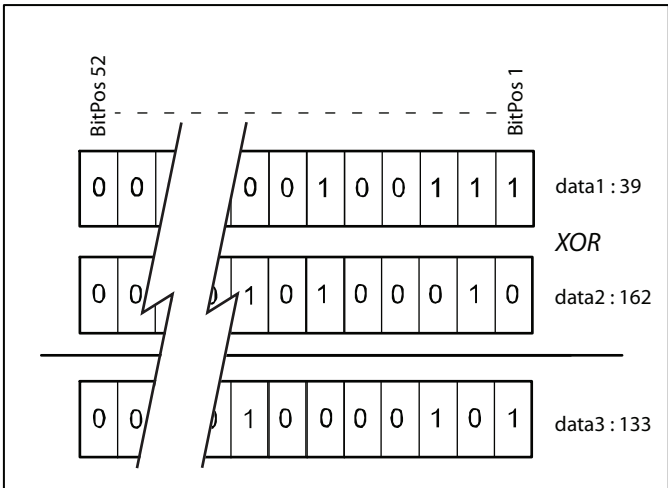 BitPos 52
BitPos 1
0 0 0 0 1 0 0 1 1 1 data1 : 39
XOR
0 0 0 1 0 1 0 0 0 1 0 data2 : 162
0 0 0 1 0 0 0 0 1 0 1 data3 : 133